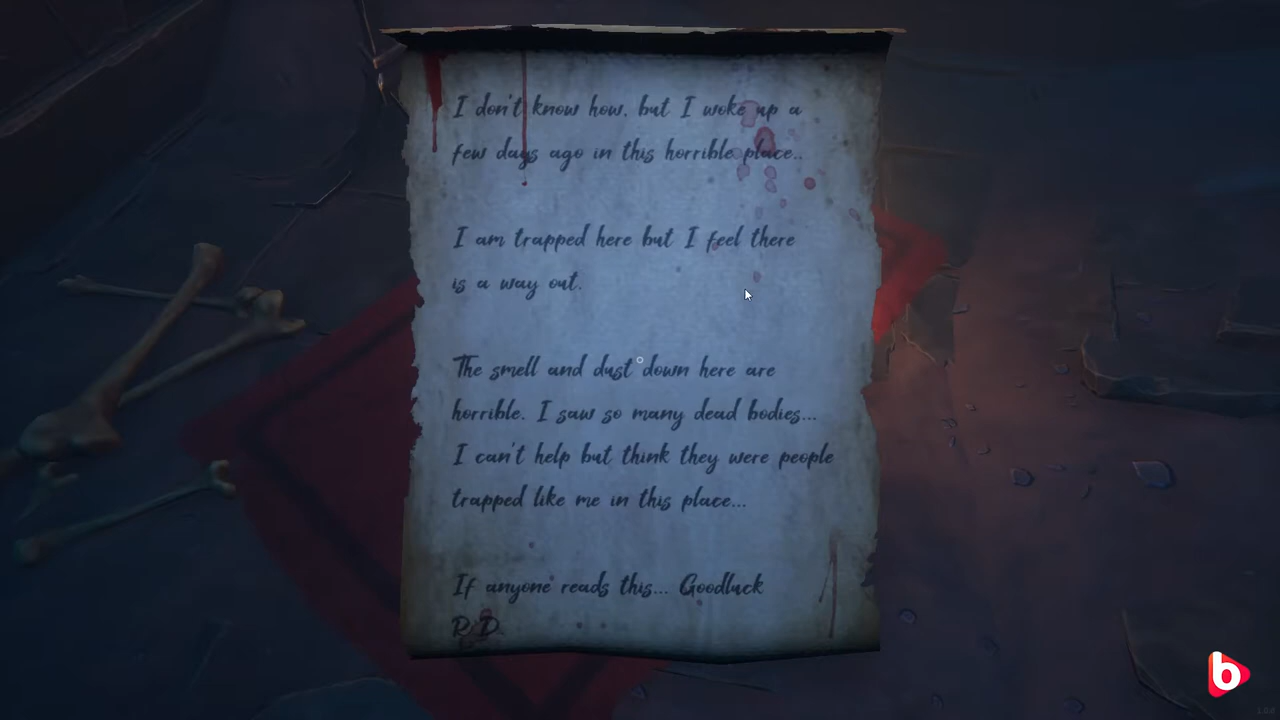 I don't know how, but I woke up a
few days ago in this horrible place..
I am trapped here but I feel there
is a way out.
The smell and dust down here are
horrible. I saw so many dead bodies...
I can't help but think they were people
trapped like me in this place...
If anyone reads this... Goodluck
R.D
b